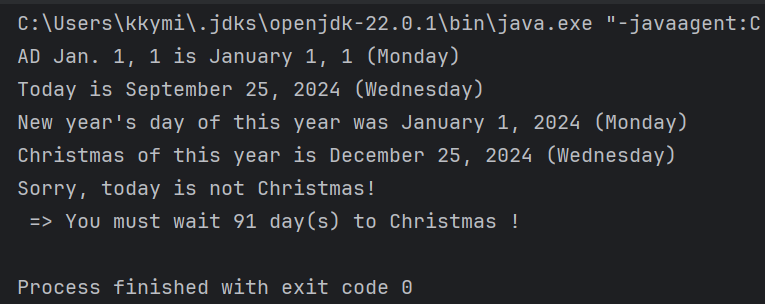 C:\Users\kkymi\.jdks\openjdk-22.0.1\bin\java.exe "-javaagent:C
AD Jan. 1, 1 is January 1, 1 (Monday)
Today is September 25, 2024 (Wednesday)
New year's day of this year was January 1, 2024 (Monday)
Christmas of this year is December 25, 2024 (Wednesday)
Sorry, today is not Christmas!
 => You must wait 91 day(s) to Christmas !
Process finished with exit code 0